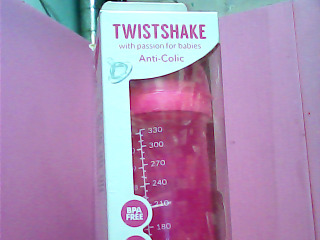 TWISTSHAKE
with passion for babies
Anti-Colic
330
300
270
240
210
BPA
FREE
180